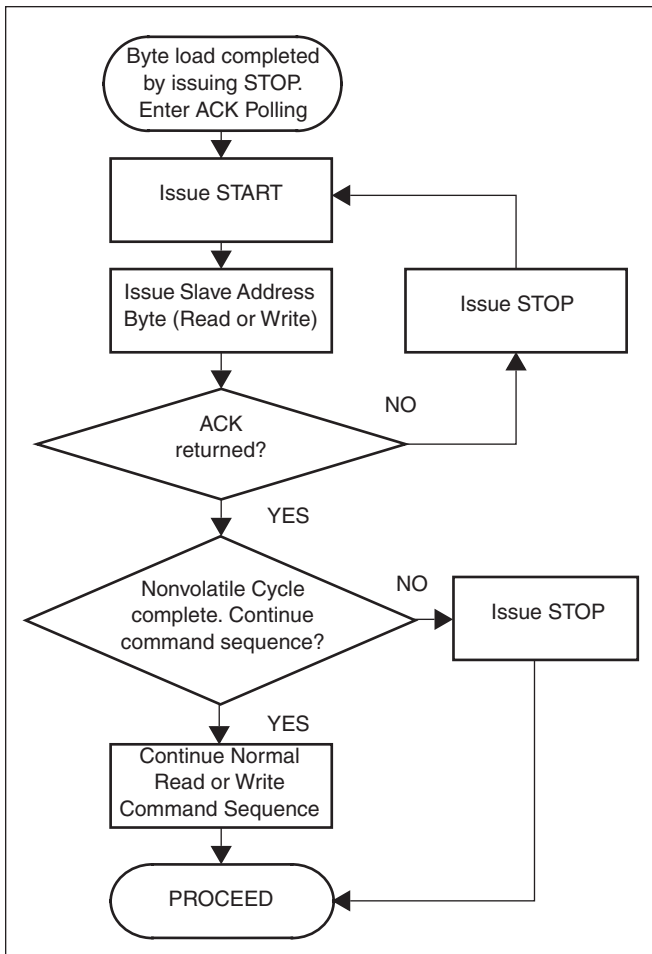 Byte load completed
by issuing STOP.
Enter ACK Polling
Issue START
Issue Slave Address
Byte (Read or Write)
Issue STOP
ACK
returned?
NO
YES
Nonvolatile Cycle
complete. Continue
command sequence?
NO
Issue STOP
YES
Continue Normal
Read or Write
Command Sequence
PROCEED